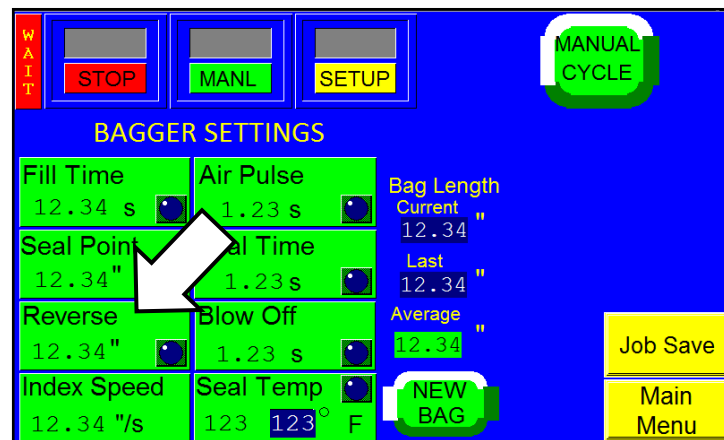 WAIT
STOP
MANL
SETUP
MANUAL
CYCLE
BAGGER SETTINGS
Fill Time
12.34 s
Air Pulse
1.23 s
Seal Point
12.34"
al Time
1.23 s
Reverse
12.34"
Blow Off
1.23 s
Index Speed
12.34 "/s
Seal Temp
123 123° F
Bag Length
Current
12.34 "
Last
12.34 "
Average
12.34 "
NEW
BAG
Job Save
Main
Menu